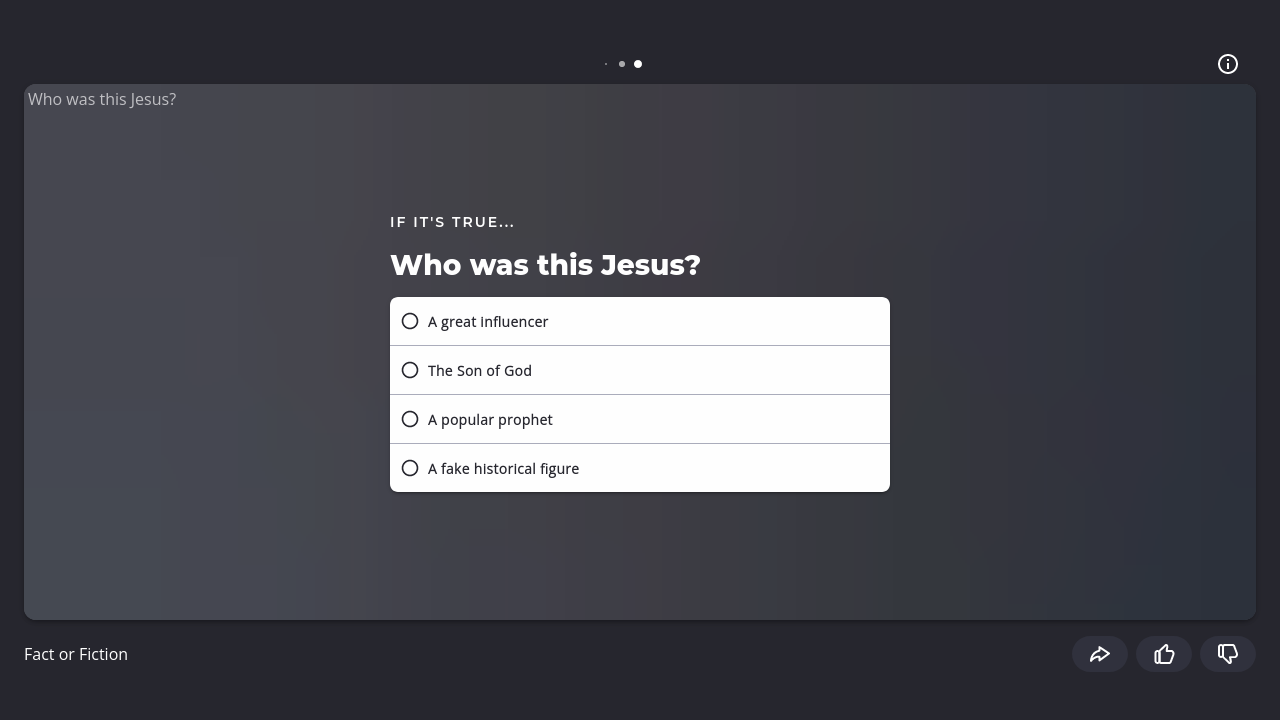 Who was this Jesus?
IF IT'S TRUE...
Who was this Jesus?
A great influencer
The Son of God
A popular prophet
A fake historical figure
Fact or Fiction